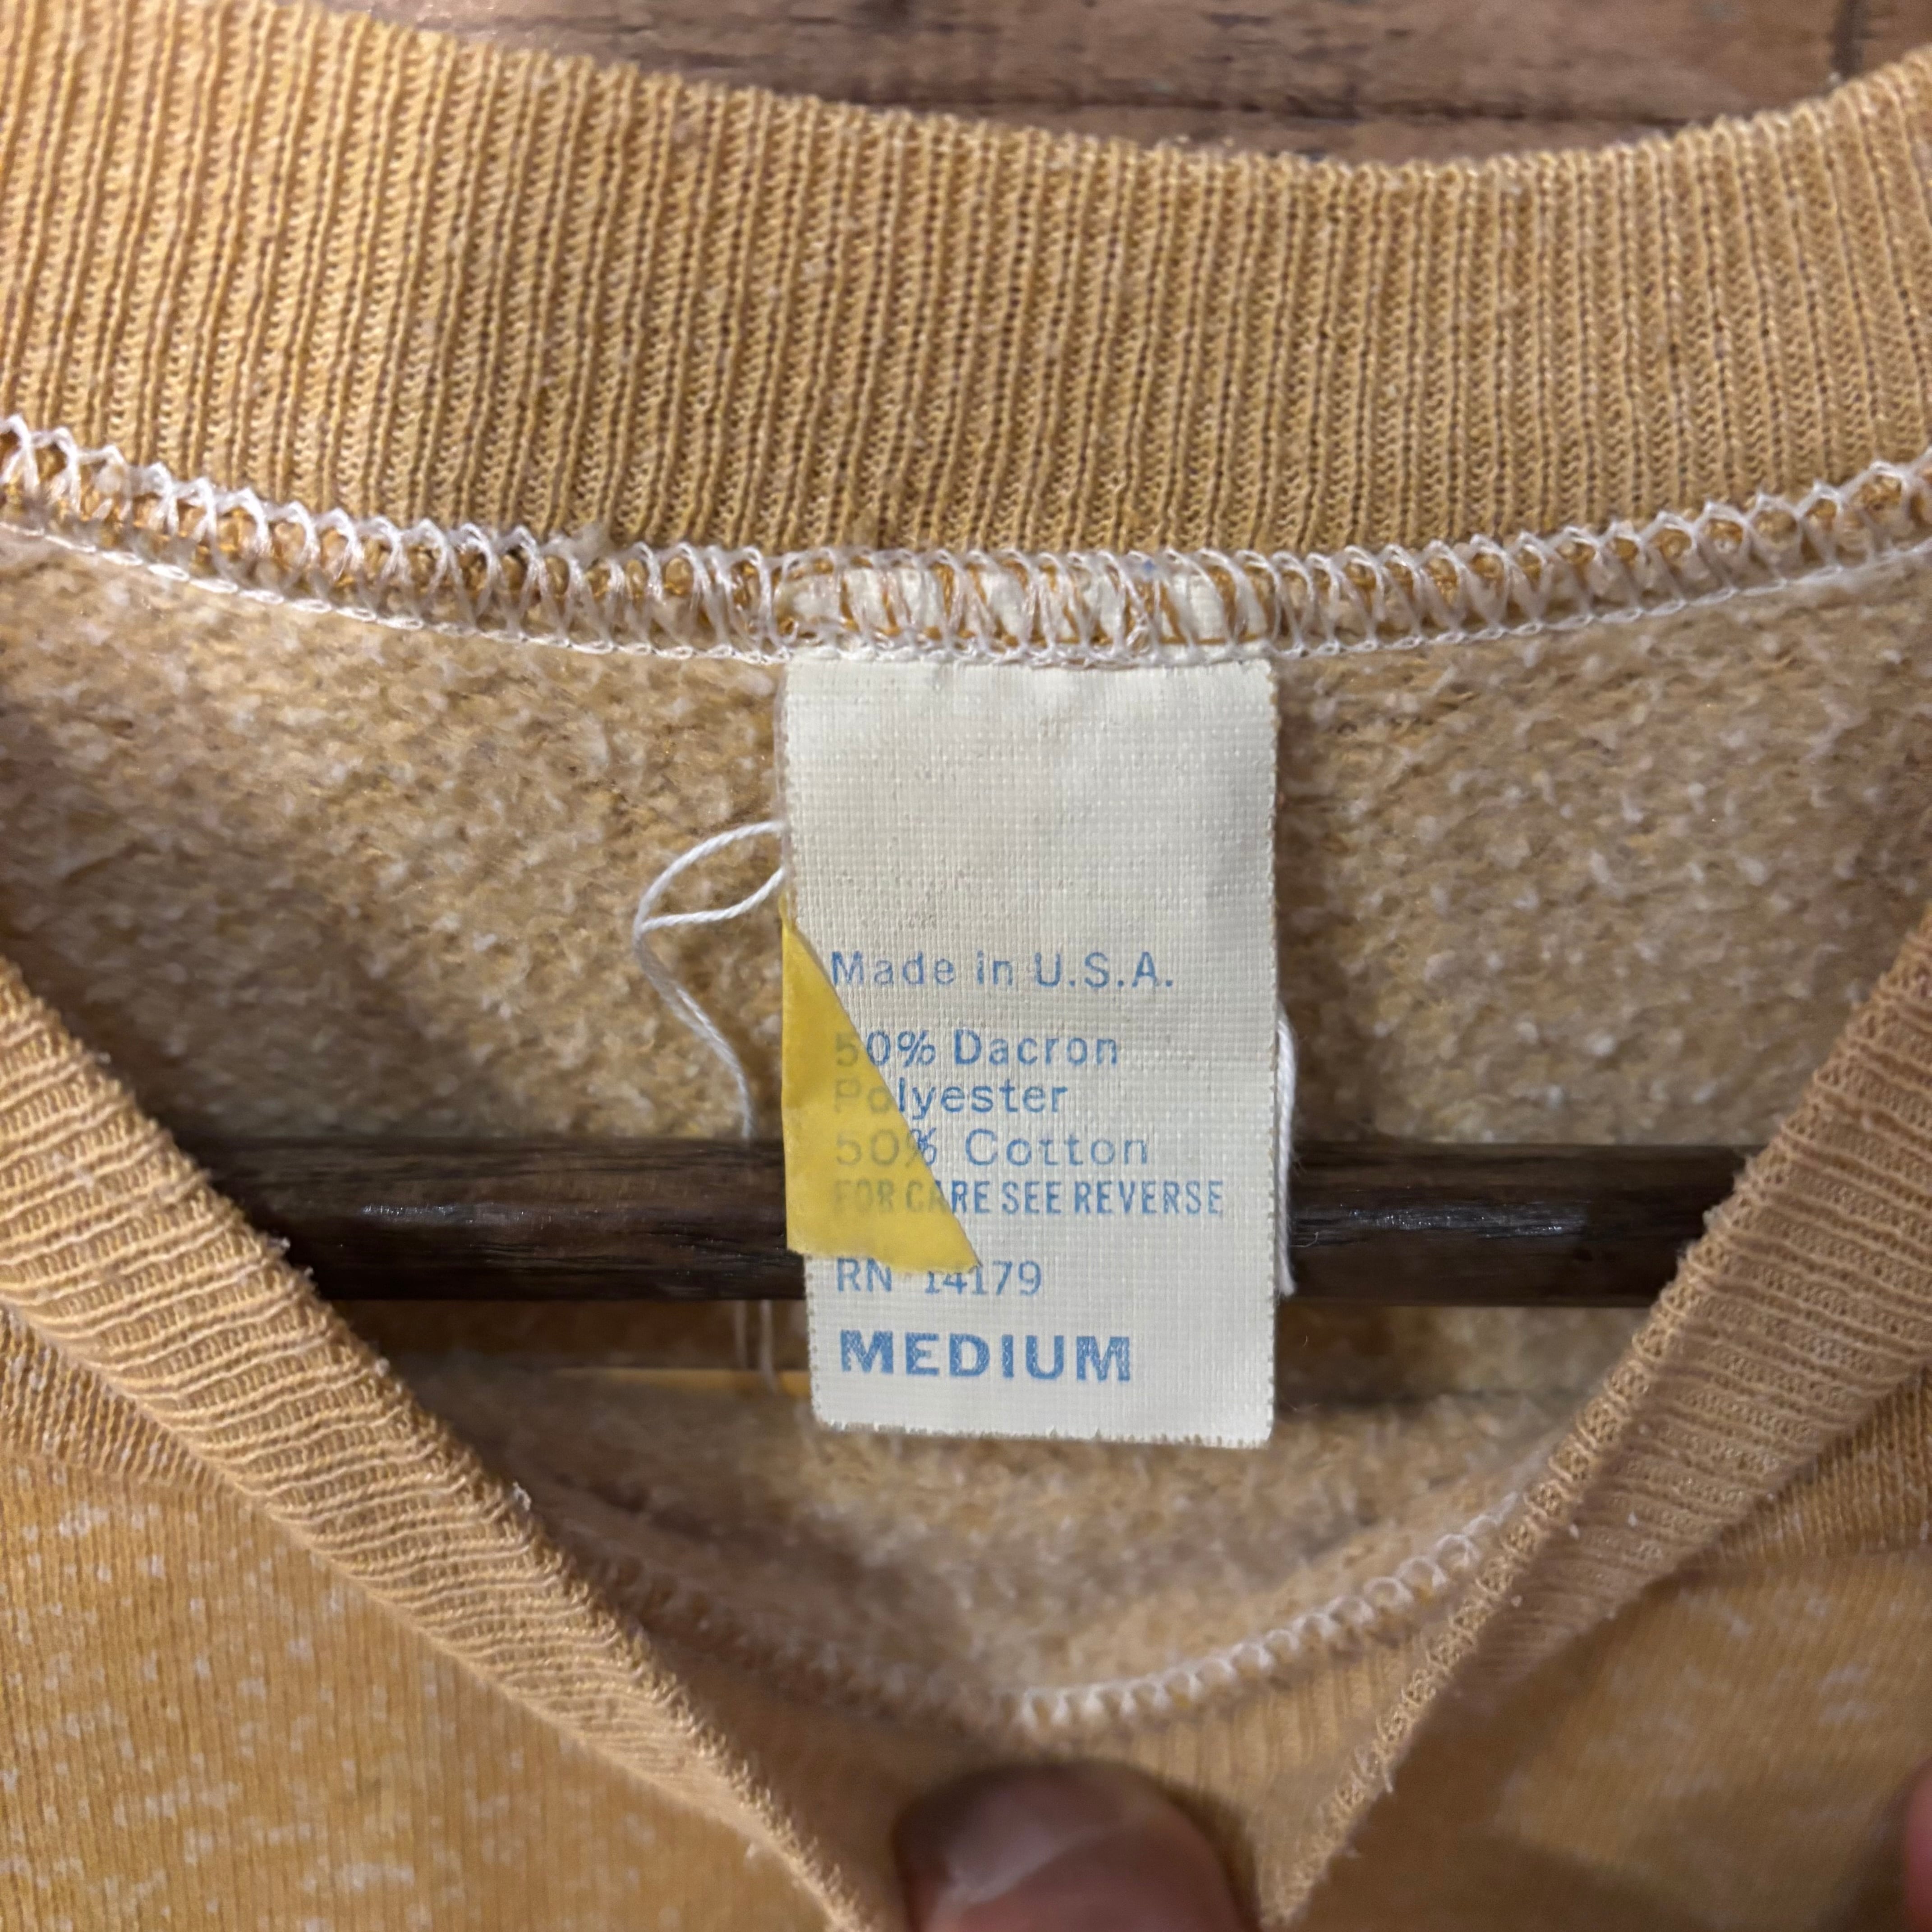 Made in U.S.A.
50% Dacron
Polyester
50% Cotton
FOR CARE SEE REVERSE
RN 14179
MEDIUM